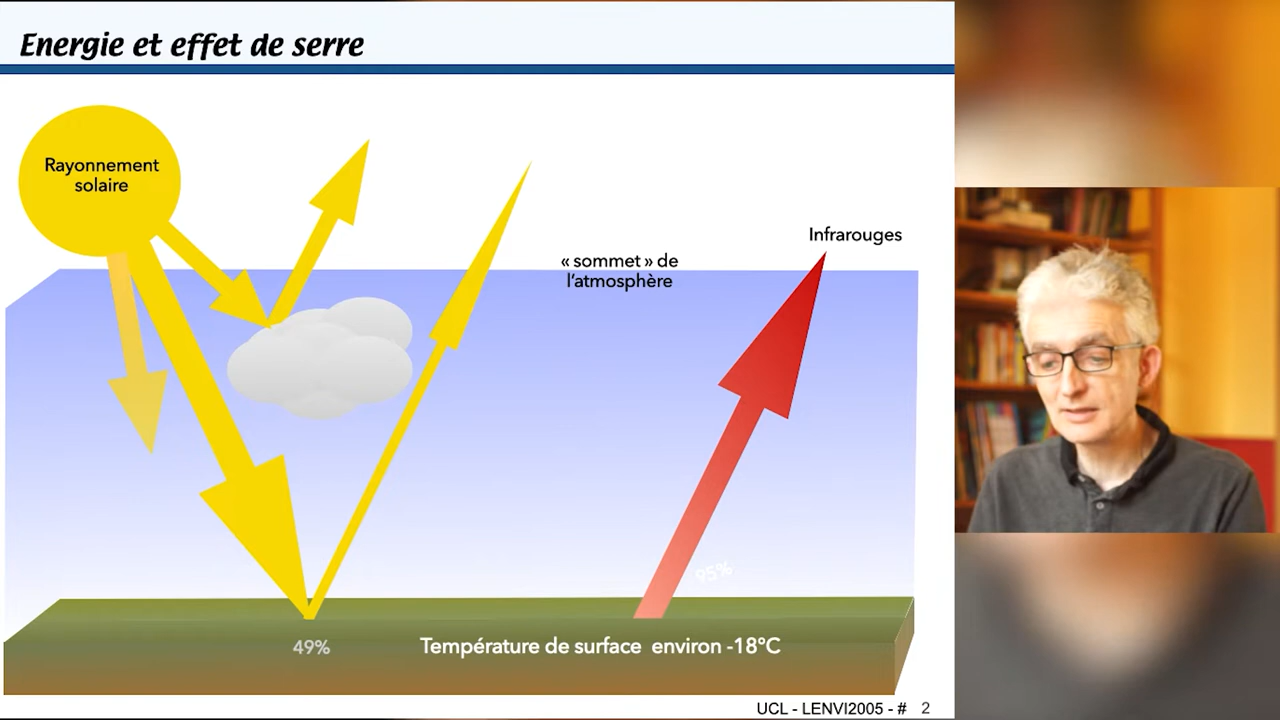 Energie et effet de serre
Rayonnement
solaire
Infrarouges
« sommet » de
l'atmosphère
95%
49%
Température de surface environ -18°C
UCL - LENVI2005 - # 2